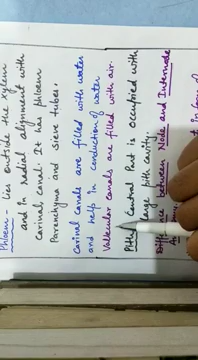 Phloem - Lies outside the xylem
and in radial alignment with
Carinal canal. It has phloem
Parenchyma and sieve tubes.
Carinal canals are filled with water
and help in conduction of water
Vallecular canals are filled with air.
Pith / Central Part is occupied with
large pith cavity.
between Node and Internode